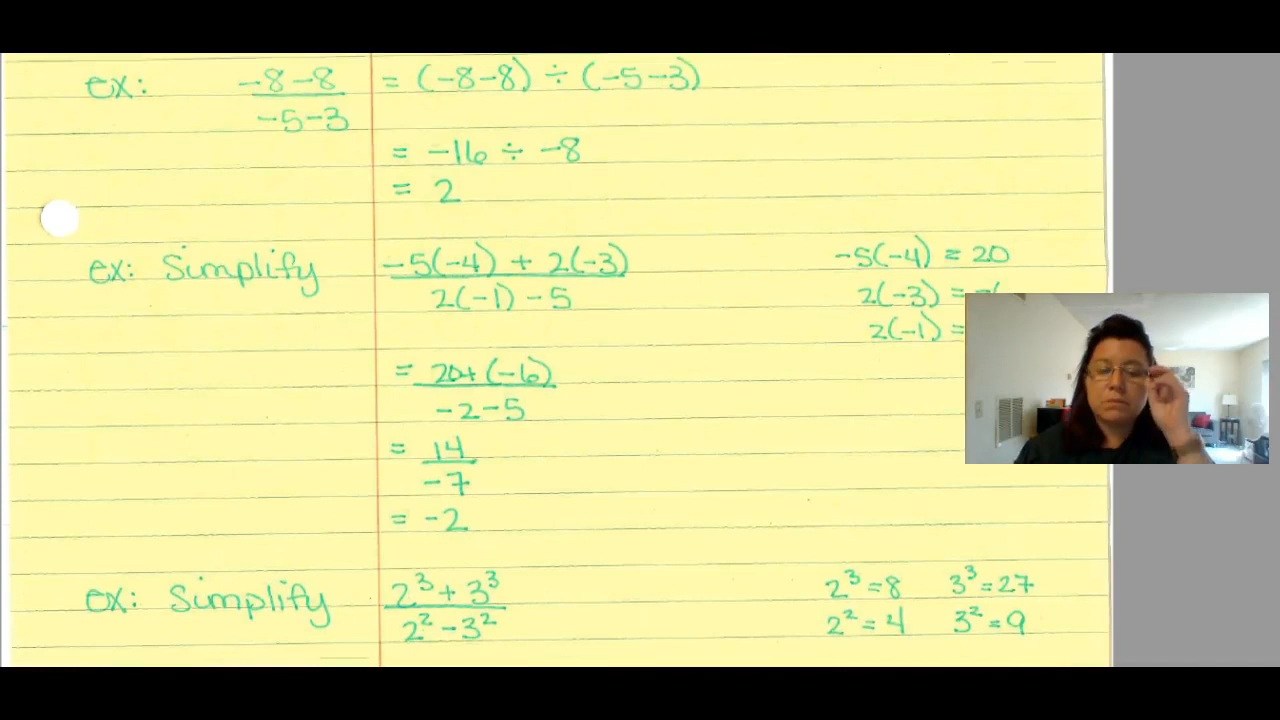 ex: -8-8 = (-8-8) ÷ (-5-3)
-5-3
= -16 ÷ -8
= 2
ex: Simplify -5(-4) + 2(-3)
2(-1) - 5
-5(-4) = 20
2(-3) =
2(-1) =
= 20+(-6)
-2-5
= 14
-7
= -2
ex: Simplify 2³ + 3³
2² - 3²
2³ = 8 3³ = 27
2² = 4 3² = 9